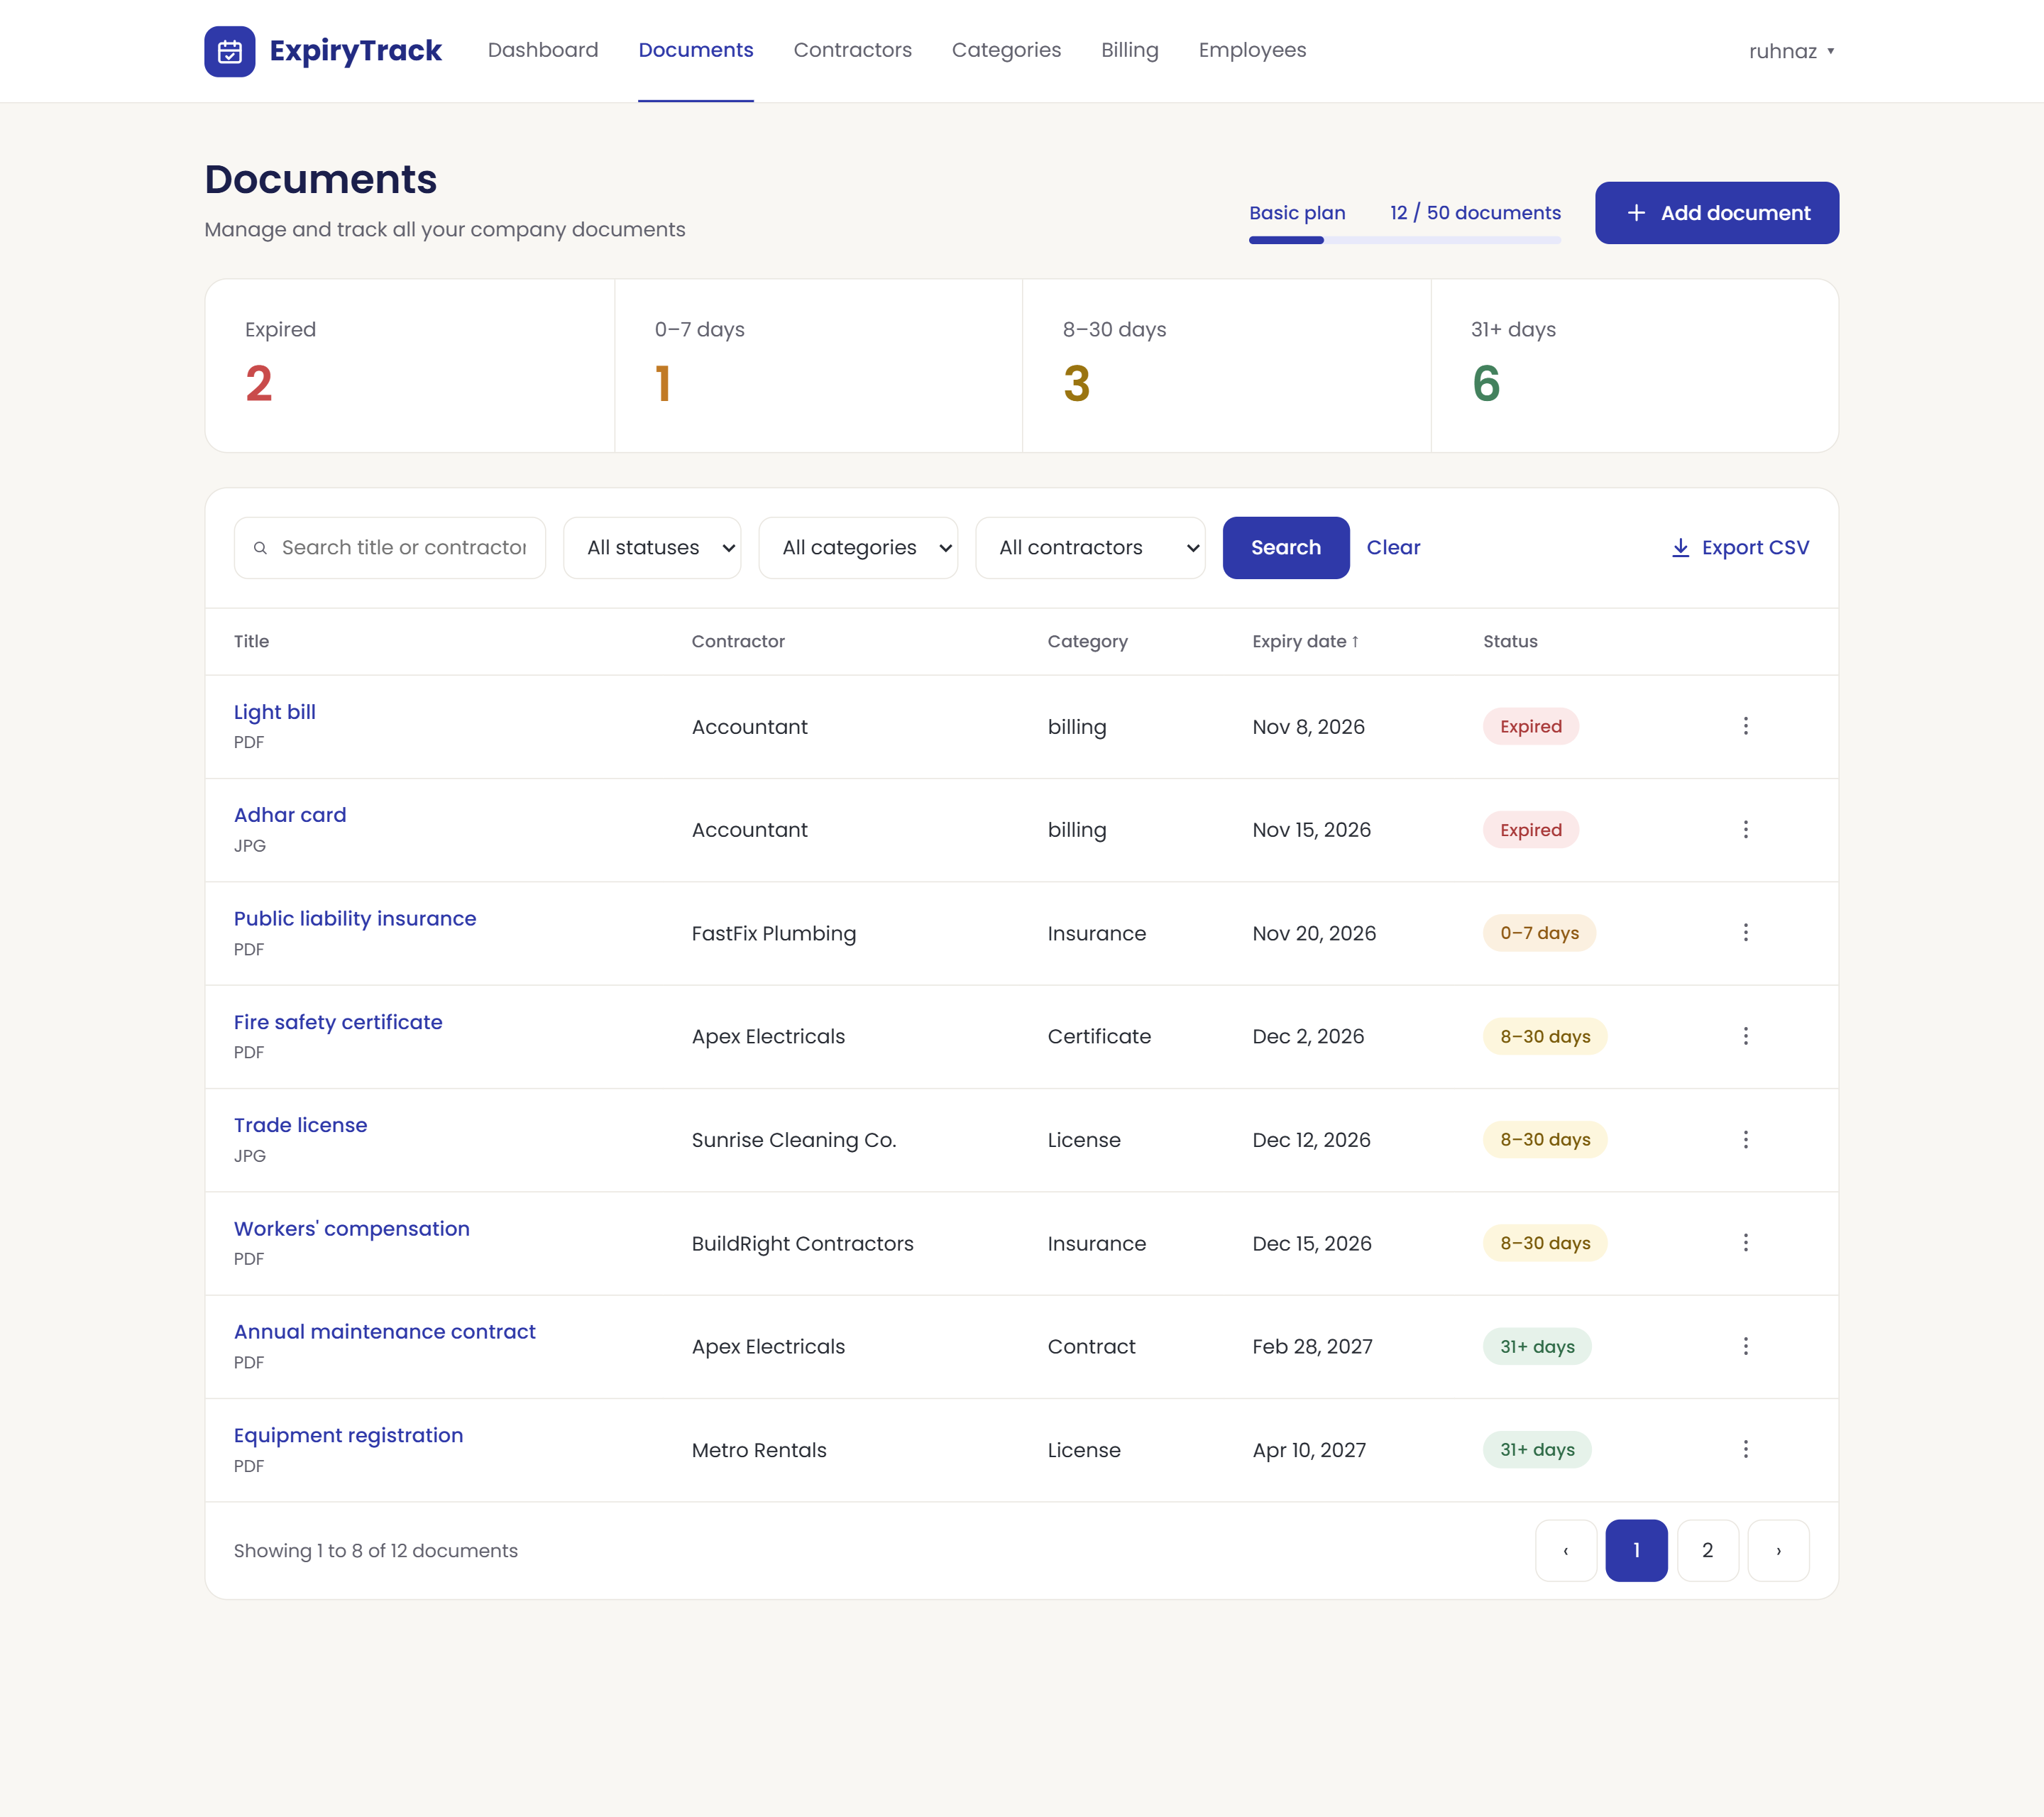 ExpiryTrack Dashboard Documents Contractors Categories Billing Employees ruhnaz ▾
Documents
Manage and track all your company documents
Basic plan 12 / 50 documents
+ Add document
Expired 0–7 days 8–30 days 31+ days
2 1 3 6
Search title or contractor All statuses All categories All contractors Search Clear Export CSV
Title Contractor Category Expiry date ↑ Status
Light bill
PDF
Accountant billing Nov 8, 2026 Expired
Adhar card
JPG
Accountant billing Nov 15, 2026 Expired
Public liability insurance
PDF
FastFix Plumbing Insurance Nov 20, 2026 0–7 days
Fire safety certificate
PDF
Apex Electricals Certificate Dec 2, 2026 8–30 days
Trade license
JPG
Sunrise Cleaning Co. License Dec 12, 2026 8–30 days
Workers' compensation
PDF
BuildRight Contractors Insurance Dec 15, 2026 8–30 days
Annual maintenance contract
PDF
Apex Electricals Contract Feb 28, 2027 31+ days
Equipment registration
PDF
Metro Rentals License Apr 10, 2027 31+ days
Showing 1 to 8 of 12 documents ‹ 1 2 ›